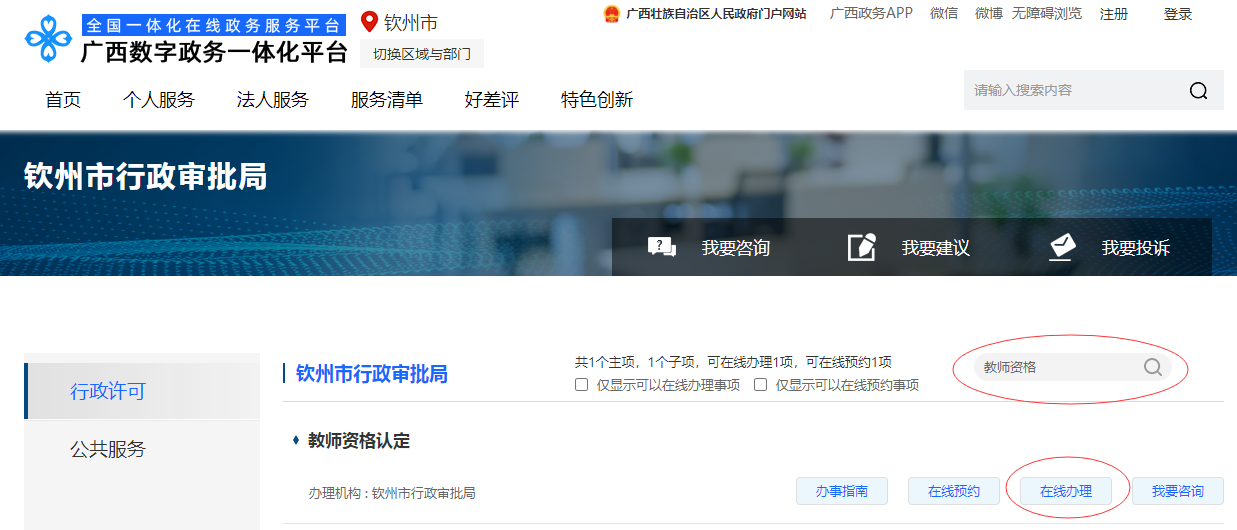 全国一体化在线政务服务平台
广西数字政务一体化平台
钦州市
切换区域与部门
广西壮族自治区人民政府门户网站 广西政务APP 微信 微博 无障碍浏览 注册 登录
首页 个人服务 法人服务 服务清单 好差评 特色创新
请输入搜索内容
钦州市行政审批局
我要咨询 我要建议 我要投诉
行政许可
公共服务
钦州市行政审批局
共1个主项，1个子项，可在线办理1项，可在线预约1项
仅显示可以在线办理事项 仅显示可以在线预约事项
教师资格
教师资格认定
办理机构 : 钦州市行政审批局
办事指南 在线预约 在线办理 我要咨询